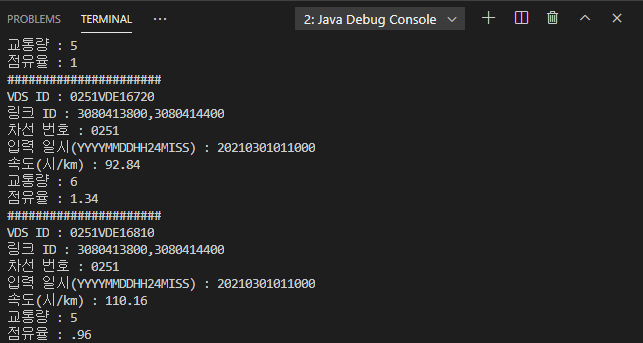 PROBLEMS TERMINAL ... 2: Java Debug Console
교통량 : 5
점유율 : 1
######################
VDS ID : 0251VDE16720
링크 ID : 3080413800,3080414400
차선 번호 : 0251
입력 일시(YYYYMMDDHH24MISS) : 20210301011000
속도(시/km) : 92.84
교통량 : 6
점유율 : 1.34
######################
VDS ID : 0251VDE16810
링크 ID : 3080413800,3080414400
차선 번호 : 0251
입력 일시(YYYYMMDDHH24MISS) : 20210301011000
속도(시/km) : 110.16
교통량 : 5
점유율 : .96